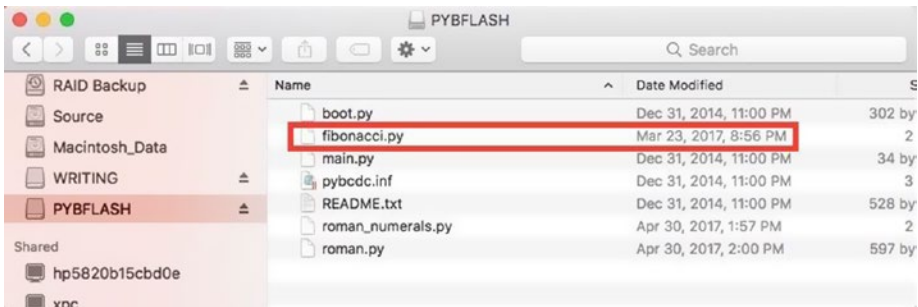 PYBFLASH
Search
RAID Backup
Source
Macintosh_Data
WRITING
PYBFLASH
Shared
hp5820b15cbd0e
xpc
Name Date Modified S
boot.py Dec 31, 2014, 11:00 PM 302 by
fibonacci.py Mar 23, 2017, 8:56 PM 2
main.py Dec 31, 2014, 11:00 PM 34 by
pybcdc.inf Dec 31, 2014, 11:00 PM 3
README.txt Dec 31, 2014, 11:00 PM 528 by
roman_numerals.py Apr 30, 2017, 1:57 PM 2
roman.py Apr 30, 2017, 2:00 PM 597 by